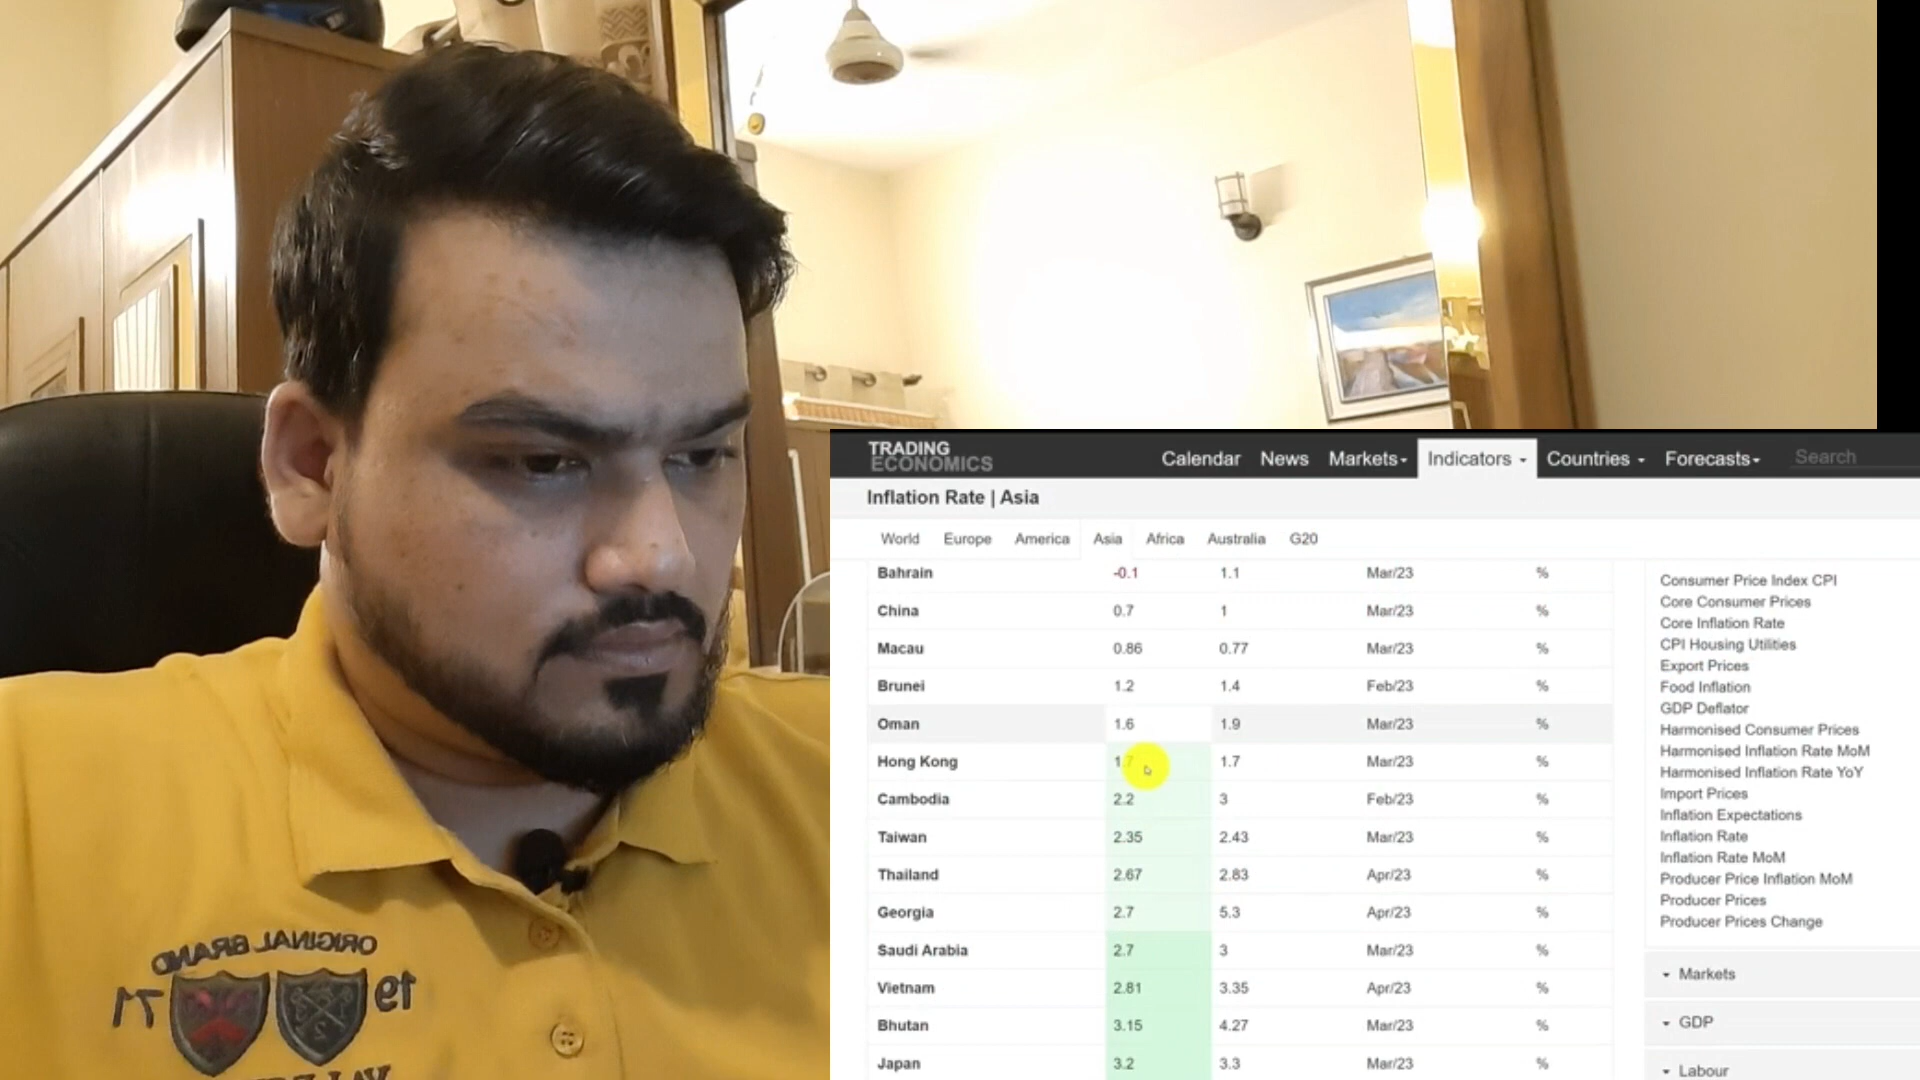 TRADING
ECONOMICS
Calendar News Markets Indicators Countries Forecasts Search
Inflation Rate | Asia
World Europe America Asia Africa Australia G20
Bahrain -0.1 1.1 Mar/23 %
China 0.7 1 Mar/23 %
Macau 0.86 0.77 Mar/23 %
Brunei 1.2 1.4 Feb/23 %
Oman 1.6 1.9 Mar/23 %
Hong Kong 1.7 1.7 Mar/23 %
Cambodia 2.2 3 Feb/23 %
Taiwan 2.35 2.43 Mar/23 %
Thailand 2.67 2.83 Apr/23 %
Georgia 2.7 5.3 Apr/23 %
Saudi Arabia 2.7 3 Mar/23 %
Vietnam 2.81 3.35 Apr/23 %
Bhutan 3.15 4.27 Mar/23 %
Japan 3.2 3.3 Mar/23 %
Consumer Price Index CPI
Core Consumer Prices
Core Inflation Rate
CPI Housing Utilities
Export Prices
Food Inflation
GDP Deflator
Harmonised Consumer Prices
Harmonised Inflation Rate MoM
Harmonised Inflation Rate YoY
Import Prices
Inflation Expectations
Inflation Rate
Inflation Rate MoM
Producer Price Inflation MoM
Producer Prices
Producer Prices Change
Markets
GDP
Labour
ORIGINAL BRAND
19 71